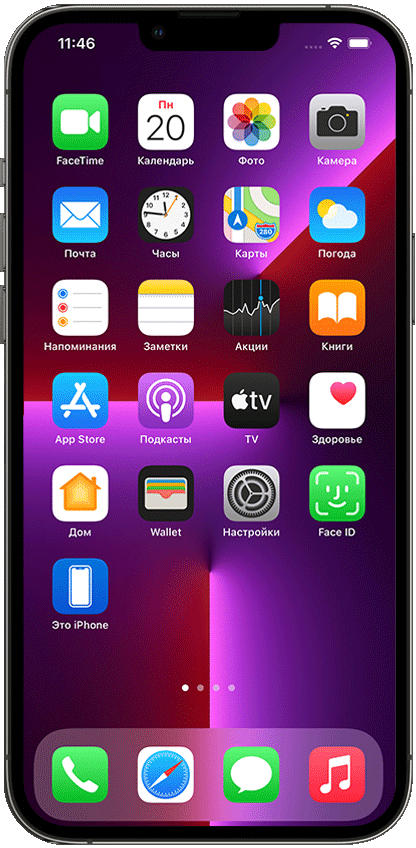 11:46
Пн
20
FaceTime
Календарь
Фото
Камера
280
Почта
Часы
Карты
Погода
Напоминания
Заметки
Акции
Книги
tv
App Store
Подкасты
TV
Здоровье
Дом
Wallet
Настройки
Face ID
Это iPhone